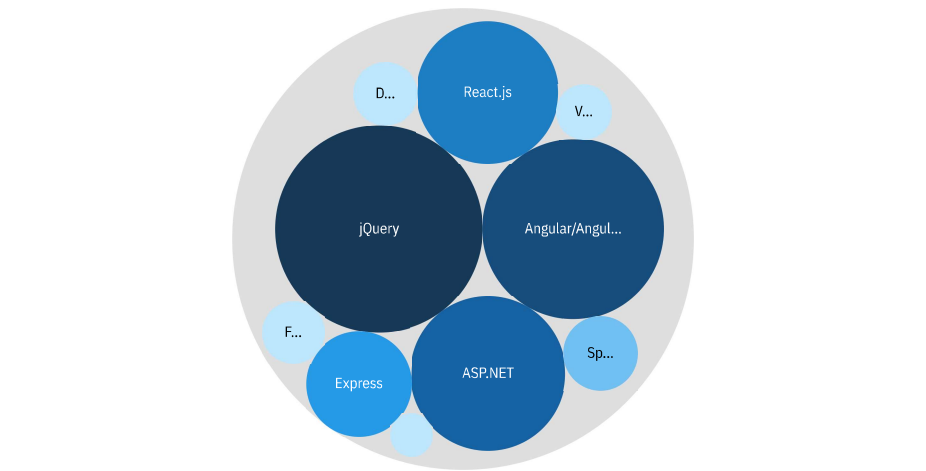 React.js
D...
V...
jQuery
Angular/Angul...
F...
Sp...
ASP.NET
Express